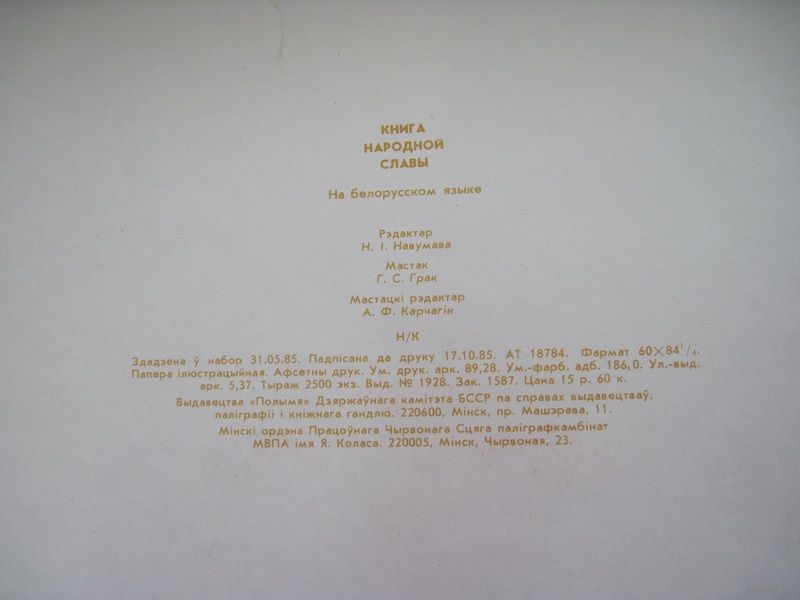 КНИГА
НАРОДНОЙ
СЛАВЫ
На белорусском языке
Рэдактар
Н. І. Навумава
Мастак
Г. С. Грак
Мастацкі рэдактар
А. Ф. Карчагін
Н/К
Здадзена ў набор 31.05.85. Падпісана да друку 17.10.85. АТ 18784. Фармат 60×84¹/₄.
Папера ілюстрацыйная. Афсетны друк. Ум. друк. арк. 89,28. Ум.-фарб. адб. 186,0. Ул.-выд.
арк. 5,37. Тыраж 2500 экз. Выд. № 1928. Зак. 1587. Цана 15 р. 60 к.
Выдавецтва «Полымя» Дзяржаўнага камітэта БССР па справах выдавецтваў,
паліграфіі і кніжнага гандлю. 220600, Мінск, пр. Машэрава, 11.
Мінскі ордэна Працоўнага Чырвонага Сцяга паліграфкамбінат
МВПА імя Я. Коласа. 220005, Мінск, Чырвоная, 23.